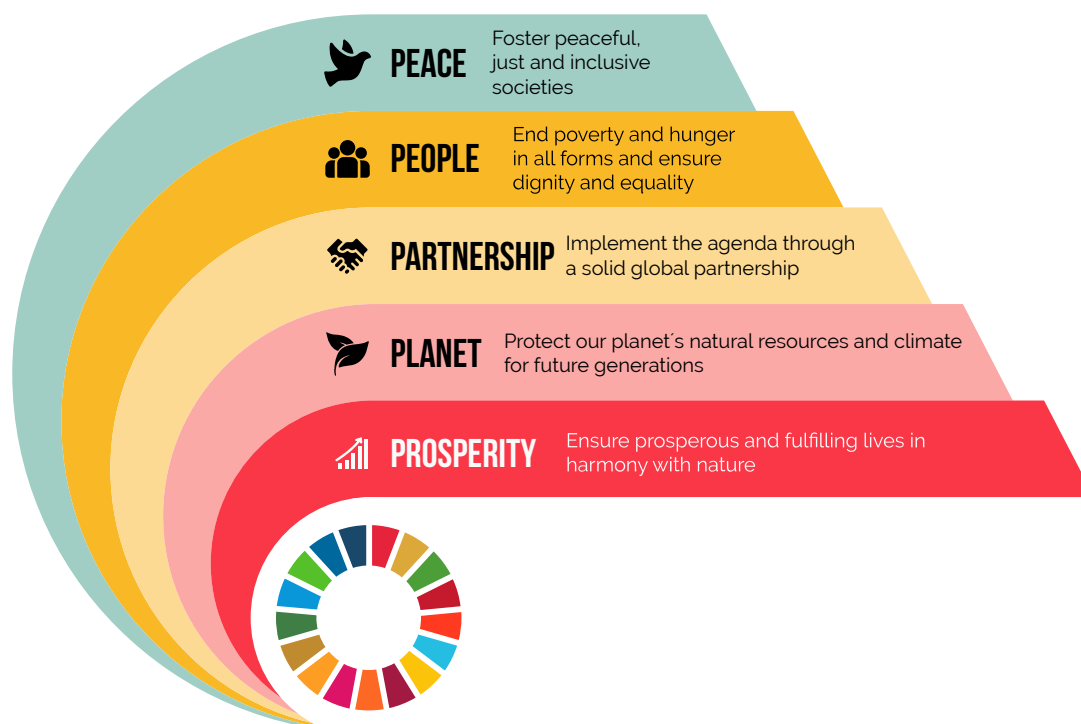 PEACE
Foster peaceful,
just and inclusive
societies
PEOPLE
End poverty and hunger
in all forms and ensure
dignity and equality
PARTNERSHIP
Implement the agenda through
a solid global partnership
PLANET
Protect our planet´s natural resources and climate
for future generations
PROSPERITY
Ensure prosperous and fulfilling lives in
harmony with nature